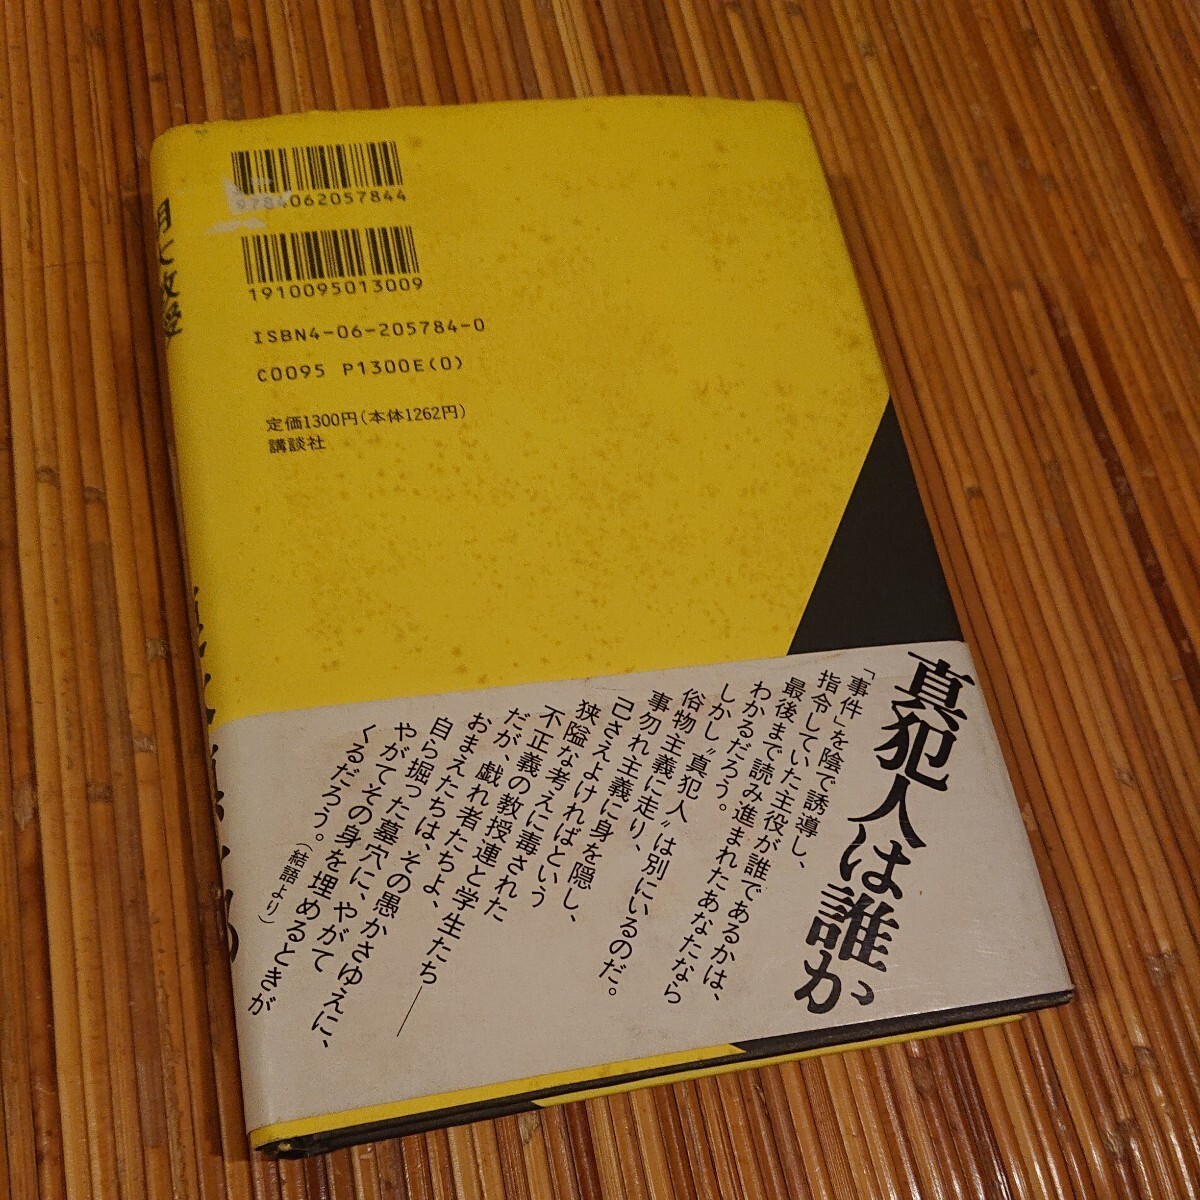 9784062057844
1910095013009
ISBN4-06-205784-0
C0095 P1300E(0)
定価1300円(本体1262円)
講談社
真犯人は誰か
「事件」を陰で誘導し、
指令していた主役が誰であるかは、
最後まで読み進まれたあなたなら
わかるだろう。
しかし〝真犯人〟は別にいるのだ。
俗物主義に走り、
事勿れ主義に身を隠し、
己さえよければという
狭隘な考えに毒された
不正義の教授連と学生たち——
だが、戯れ者たちよ、
おまえたちは、その愚かさゆえに、
自ら掘った墓穴に、やがて
やがてその身を埋めるときが
くるだろう。(結語より)